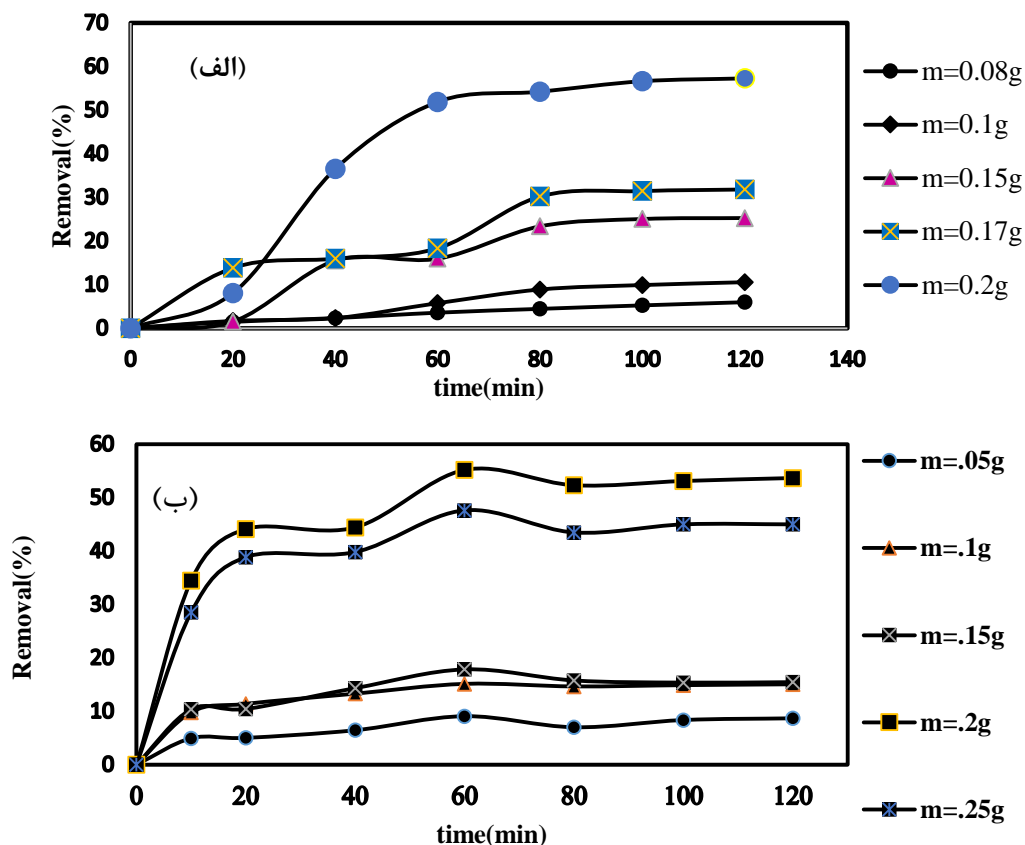 70
60
50
40
30
20
10
0
Removal(%)
(الف)
0 20 40 60 80 100 120 140
time(min)
m=0.08g
m=0.1g
m=0.15g
m=0.17g
m=0.2g
60
50
40
30
20
10
0
Removal(%)
(ب)
0 20 40 60 80 100 120
time(min)
m=.05g
m=.1g
m=.15g
m=.2g
m=.25g